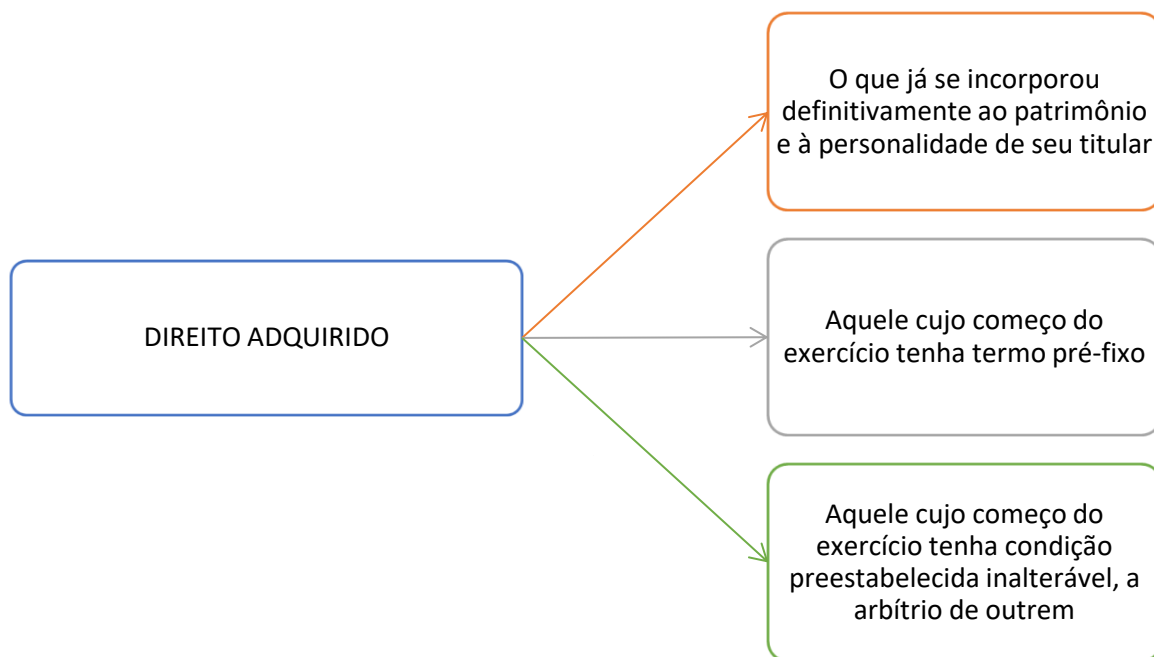 DIREITO ADQUIRIDO
O que já se incorporou
definitivamente ao patrimônio
e à personalidade de seu titular
Aquele cujo começo do
exercício tenha termo pré-fixo
Aquele cujo começo do
exercício tenha condição
preestabelecida inalterável, a
arbítrio de outrem